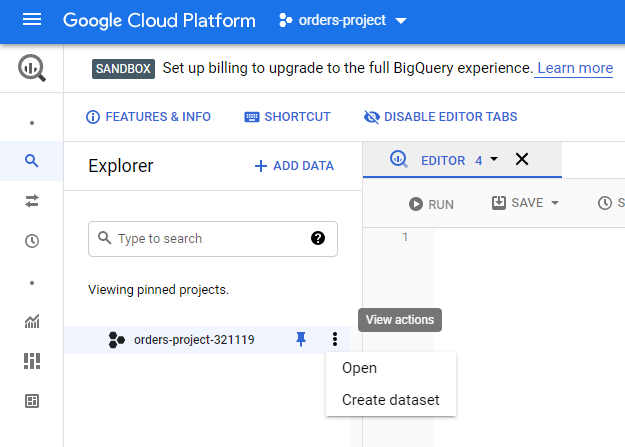 Google Cloud Platform orders-project
SANDBOX Set up billing to upgrade to the full BigQuery experience. Learn more
FEATURES & INFO SHORTCUT DISABLE EDITOR TABS
Explorer + ADD DATA
EDITOR 4
RUN SAVE S
Type to search ?
1
Viewing pinned projects.
View actions
orders-project-321119
Open
Create dataset